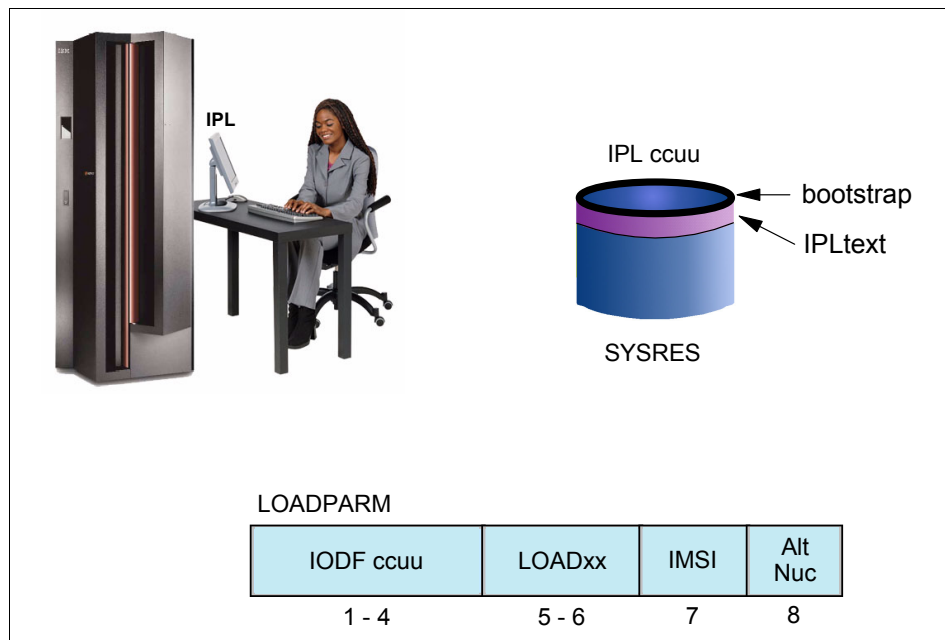 IPL
IPL ccuu
bootstrap
IPLtext
SYSRES
LOADPARM
IODF ccuu
LOADxx
IMSI
Alt
Nuc
1 - 4
5 - 6
7
8